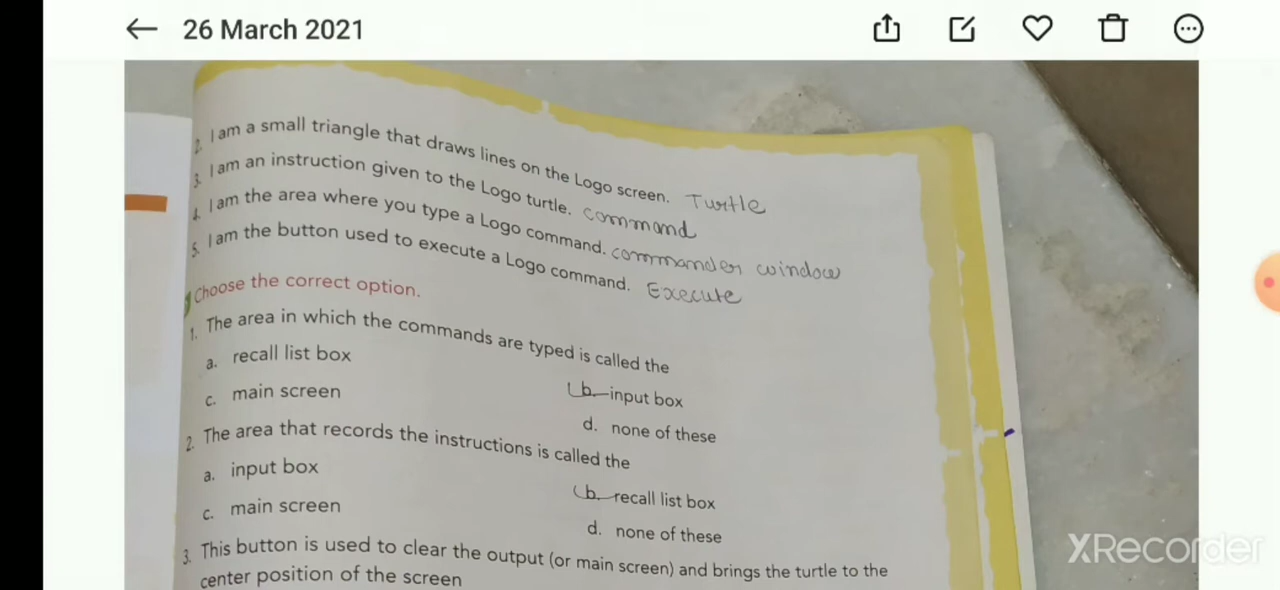 26 March 2021
2. I am a small triangle that draws lines on the Logo screen. Turtle
3. I am an instruction given to the Logo turtle. command
4. I am the area where you type a Logo command. commander window
5. I am the button used to execute a Logo command. Execute
Choose the correct option.
1. The area in which the commands are typed is called the
a. recall list box
b. input box
c. main screen
d. none of these
2. The area that records the instructions is called the
a. input box
b. recall list box
c. main screen
d. none of these
3. This button is used to clear the output (or main screen) and brings the turtle to the
center position of the screen
XRecorder